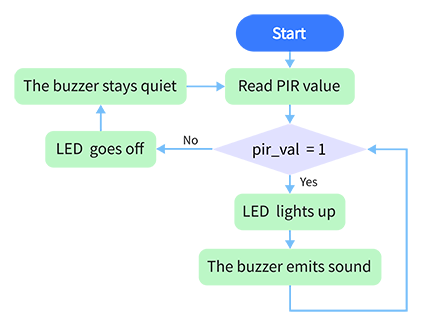 Start
The buzzer stays quiet
Read PIR value
No
LED goes off
pir_val = 1
Yes
LED lights up
The buzzer emits sound